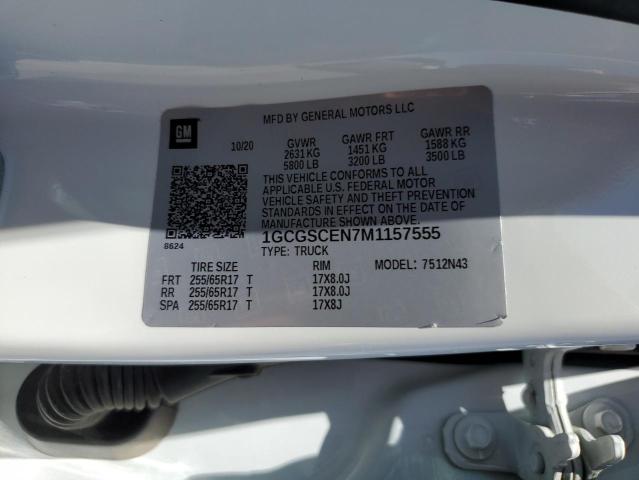 MFD BY GENERAL MOTORS LLC
GM
10/20 GVWR GAWR FRT GAWR RR
2631 KG 1451 KG 1588 KG
5800 LB 3200 LB 3500 LB
THIS VEHICLE CONFORMS TO ALL
APPLICABLE U.S. FEDERAL MOTOR
VEHICLE SAFETY AND THEFT PREVENTION
STANDARDS IN EFFECT ON THE DATE OF
MANUFACTURE SHOWN ABOVE.
8624
1GCGSCEN7M1157555
TYPE: TRUCK
TIRE SIZE RIM MODEL: 7512N43
FRT 255/65R17 T 17X8.0J
RR 255/65R17 T 17X8.0J
SPA 255/65R17 T 17X8J